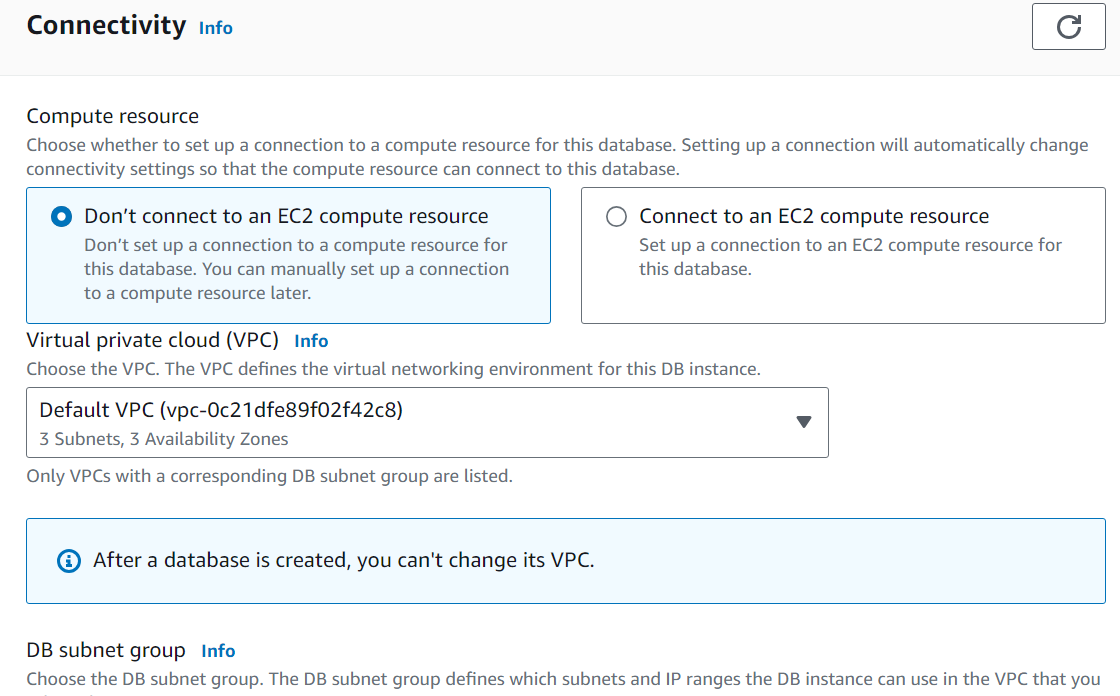 Connectivity Info
Compute resource
Choose whether to set up a connection to a compute resource for this database. Setting up a connection will automatically change
connectivity settings so that the compute resource can connect to this database.
Don’t connect to an EC2 compute resource
Don’t set up a connection to a compute resource for
this database. You can manually set up a connection
to a compute resource later.
Connect to an EC2 compute resource
Set up a connection to an EC2 compute resource for
this database.
Virtual private cloud (VPC) Info
Choose the VPC. The VPC defines the virtual networking environment for this DB instance.
Default VPC (vpc-0c21dfe89f02f42c8)
3 Subnets, 3 Availability Zones
Only VPCs with a corresponding DB subnet group are listed.
After a database is created, you can't change its VPC.
DB subnet group Info
Choose the DB subnet group. The DB subnet group defines which subnets and IP ranges the DB instance can use in the VPC that you